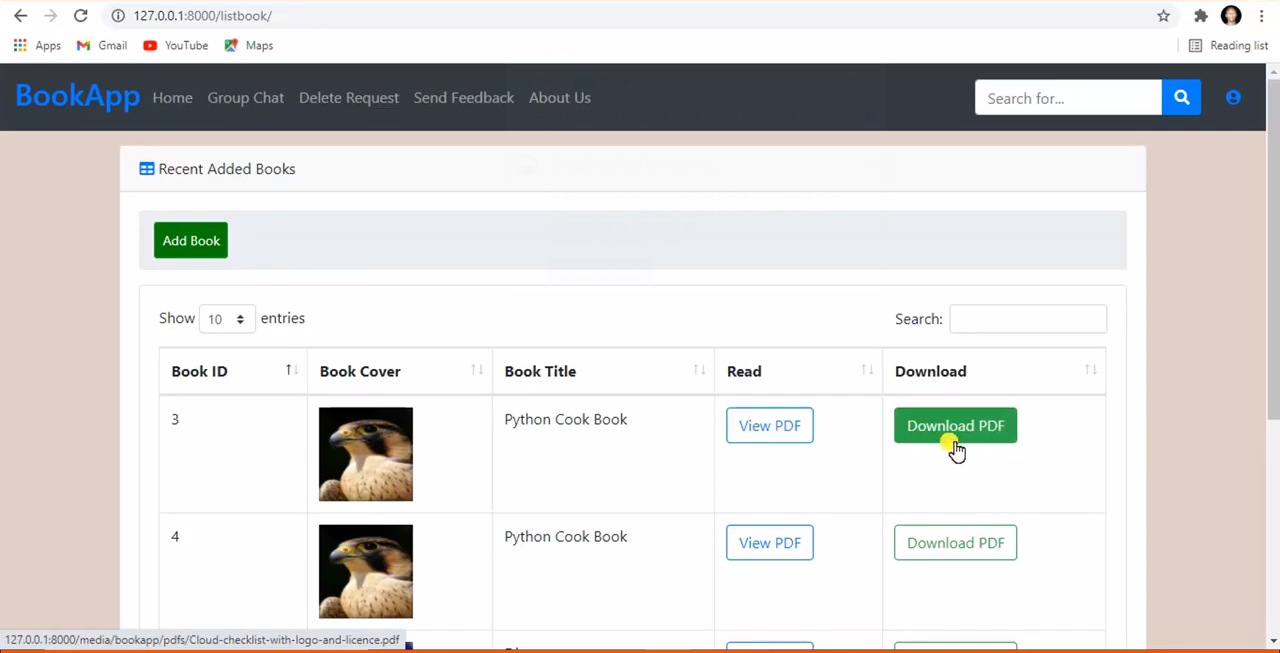 127.0.0.1:8000/listbook/
Apps Gmail YouTube Maps Reading list
BookApp Home Group Chat Delete Request Send Feedback About Us Search for...
Recent Added Books
Add Book
Show 10 entries Search:
Book ID Book Cover Book Title Read Download
3 Python Cook Book View PDF Download PDF
4 Python Cook Book View PDF Download PDF
127.0.0.1:8000/media/bookapp/pdfs/Cloud-checklist-with-logo-and-licence.pdf